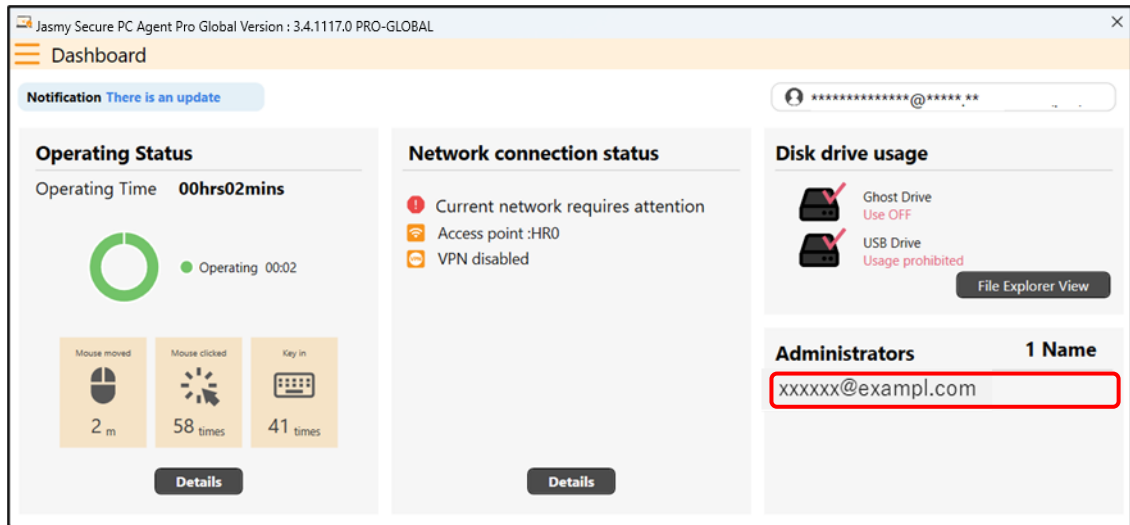 Jasmy Secure PC Agent Pro Global Version : 3.4.1117.0 PRO-GLOBAL
Dashboard
Notification There is an update
**************@*****.**
Operating Status
Operating Time 00hrs02mins
Operating 00:02
Mouse moved
2 m
Mouse clicked
58 times
Key in
41 times
Details
Network connection status
Current network requires attention
Access point :HR0
VPN disabled
Details
Disk drive usage
Ghost Drive
Use OFF
USB Drive
Usage prohibited
File Explorer View
Administrators 1 Name
xxxxxx@exampl.com